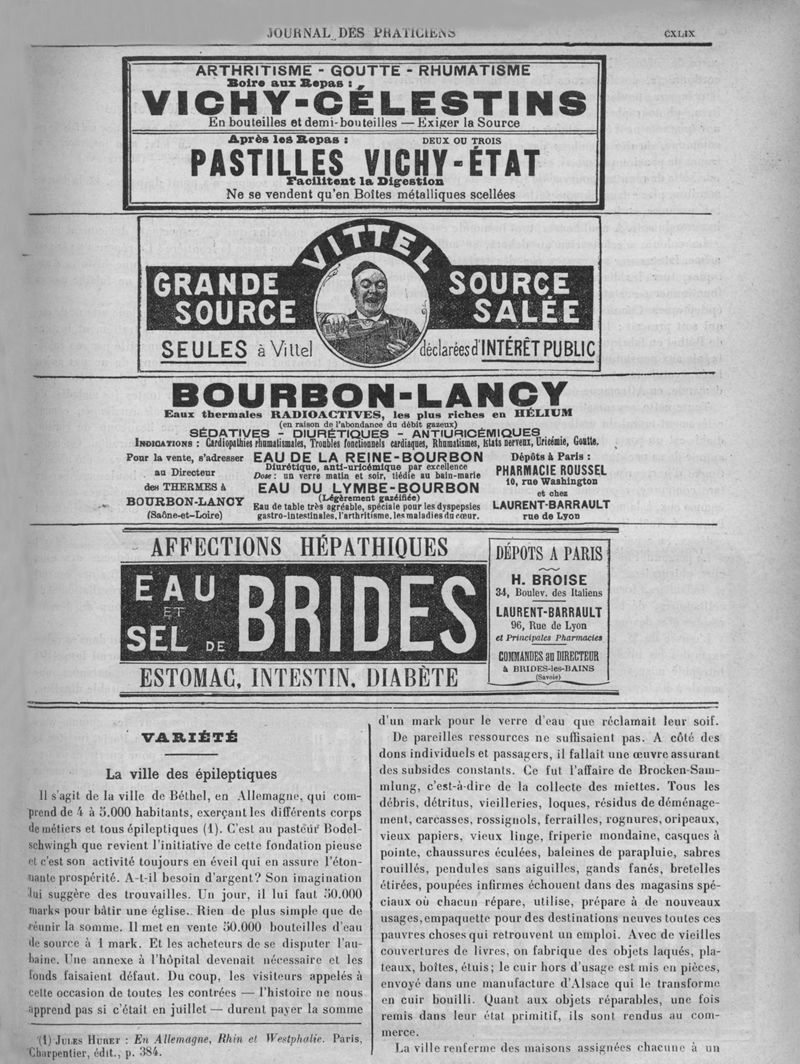 JOURNAL DES PRATICIENS
CXLIX
ARTHRITISME - GOUTTE - RHUMATISME
Boire aux Repas :
VICHY-CÉLESTINS
En bouteilles et demi-bouteilles — Exiger la Source
Après les Repas : DEUX OU TROIS
PASTILLES VICHY-ÉTAT
Facilitent la Digestion
Ne se vendent qu'en Boîtes métalliques scellées
VITTEL
GRANDE SOURCE
SOURCE SALÉE
SEULES à Vittel déclarées d'INTÉRÊT PUBLIC
BOURBON-LANCY
Eaux thermales RADIOACTIVES, les plus riches en HÉLIUM
(en raison de l'abondance du débit gazeux)
SÉDATIVES - DIURÉTIQUES - ANTIURICÉMIQUES
INDICATIONS : Cardiopathies rhumatismales, Troubles fonctionnels cardiaques, Rhumatismes, États nerveux, Uricémie, Goutte.
Pour la vente, s'adresser
au Directeur
des THERMES à
BOURBON-LANCY
(Saône-et-Loire)
EAU DE LA REINE-BOURBON
Diurétique, anti-uricémique par excellence
Dose : un verre matin et soir, tiédie au bain-marie
EAU DU LYMBE-BOURBON
(Légèrement gazéifiée)
Eau de table très agréable, spéciale pour les dyspepsies
gastro-intestinales, l'arthritisme, les maladies du cœur.
Dépôts à Paris :
PHARMACIE ROUSSEL
10, rue Washington
et chez
LAURENT-BARRAULT
rue de Lyon
AFFECTIONS HÉPATHIQUES
EAU
ET
SEL DE BRIDES
ESTOMAC, INTESTIN, DIABÈTE
DÉPOTS A PARIS
H. BROISE
34, Boulev. des Italiens
LAURENT-BARRAULT
96, Rue de Lyon
et Principales Pharmacies
COMMANDES au DIRECTEUR
à BRIDES-les-BAINS
(Savoie)
VARIÉTÉ
La ville des épileptiques
Il s'agit de la ville de Béthel, en Allemagne, qui com-
prend de 4 à 5.000 habitants, exerçant les différents corps
de métiers et tous épileptiques (1). C'est au pasteur Bodel-
schwingh que revient l'initiative de cette fondation pieuse
et c'est son activité toujours en éveil qui en assure l'éton-
nante prospérité. A-t-il besoin d'argent? Son imagination
lui suggère des trouvailles. Un jour, il lui faut 50.000
marks pour bâtir une église. Rien de plus simple que de
réunir la somme. Il met en vente 50.000 bouteilles d'eau
de source à 1 mark. Et les acheteurs de se disputer l'au-
baine. Une annexe à l'hôpital devenait nécessaire et les
fonds faisaient défaut. Du coup, les visiteurs appelés à
cette occasion de toutes les contrées — l'histoire ne nous
apprend pas si c'était en juillet — durent payer la somme
(1) JULES HURET : En Allemagne, Rhin et Westphalie. Paris,
Charpentier, édit., p. 384.
d'un mark pour le verre d'eau que réclamait leur soif.
De pareilles ressources ne suffisaient pas. A côté des
dons individuels et passagers, il fallait une œuvre assurant
des subsides constants. Ce fut l'affaire de Brocken-Sam-
mlung, c'est-à-dire de la collecte des miettes. Tous les
débris, détritus, vieilleries, loques, résidus de déménage-
ment, carcasses, rossignols, ferrailles, rognures, oripeaux,
vieux papiers, vieux linge, friperie mondaine, casques à
pointe, chaussures éculées, baleines de parapluie, sabres
rouillés, pendules sans aiguilles, gands fanés, bretelles
étirées, poupées infirmes échouent dans des magasins spé-
ciaux où chacun répare, utilise, prépare à de nouveaux
usages, empaquette pour des destinations neuves toutes ces
pauvres choses qui retrouvent un emploi. Avec de vieilles
couvertures de livres, on fabrique des objets laqués, pla-
teaux, boîtes, étuis ; le cuir hors d'usage est mis en pièces,
envoyé dans une manufacture d'Alsace qui le transforme
en cuir bouilli. Quant aux objets réparables, une fois
remis dans leur état primitif, ils sont rendus au com-
merce.
La ville renferme des maisons assignées chacune à un